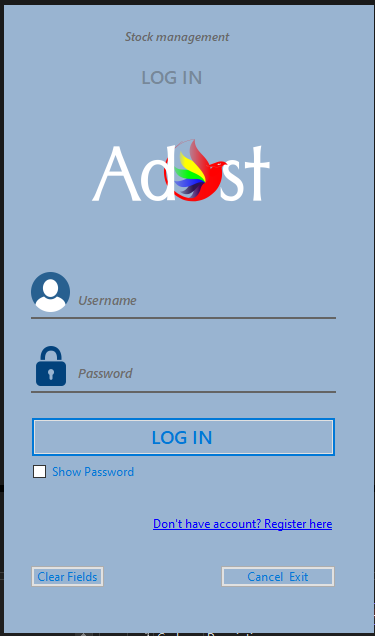 Stock management
LOG IN
Adost
Username
Password
LOG IN
Show Password
Don't have account? Register here
Clear Fields
Cancel Exit